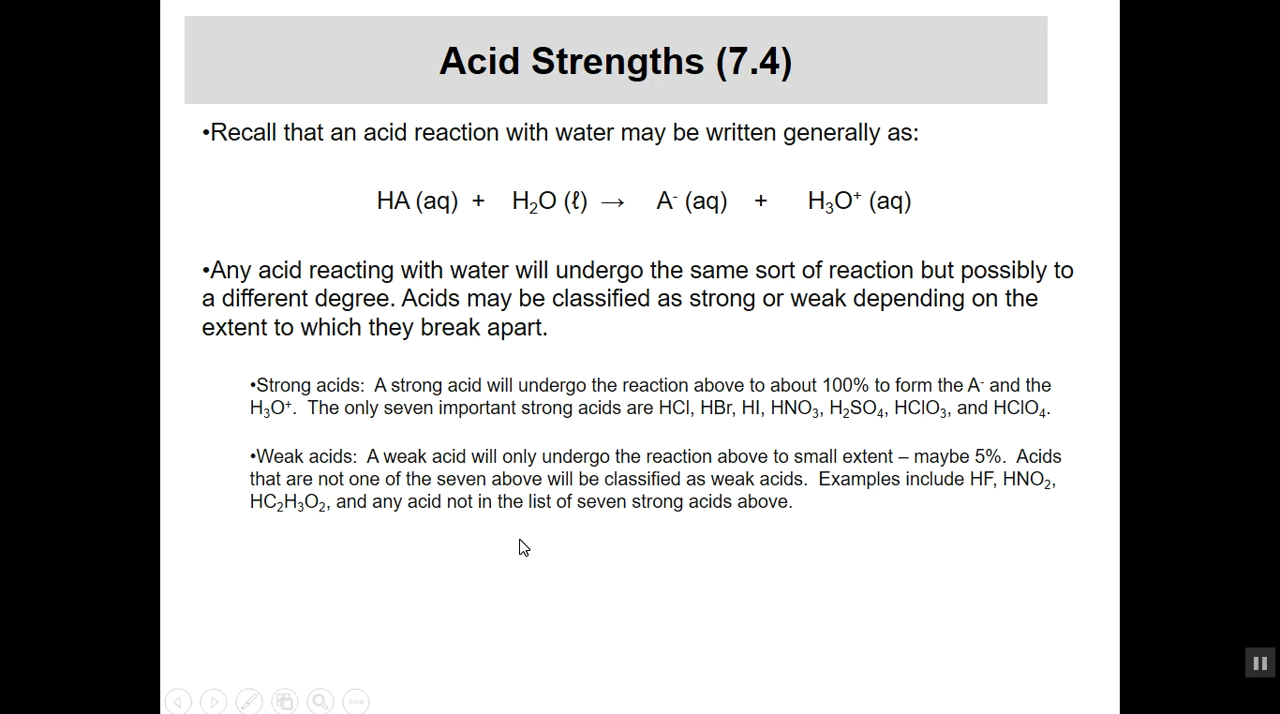 Acid Strengths (7.4)
•Recall that an acid reaction with water may be written generally as:
HA (aq) + H₂O (ℓ) → A⁻ (aq) + H₃O⁺ (aq)
•Any acid reacting with water will undergo the same sort of reaction but possibly to
a different degree. Acids may be classified as strong or weak depending on the
extent to which they break apart.
•Strong acids: A strong acid will undergo the reaction above to about 100% to form the A⁻ and the
H₃O⁺. The only seven important strong acids are HCl, HBr, HI, HNO₃, H₂SO₄, HClO₃, and HClO₄.
•Weak acids: A weak acid will only undergo the reaction above to small extent – maybe 5%. Acids
that are not one of the seven above will be classified as weak acids. Examples include HF, HNO₂,
HC₂H₃O₂, and any acid not in the list of seven strong acids above.